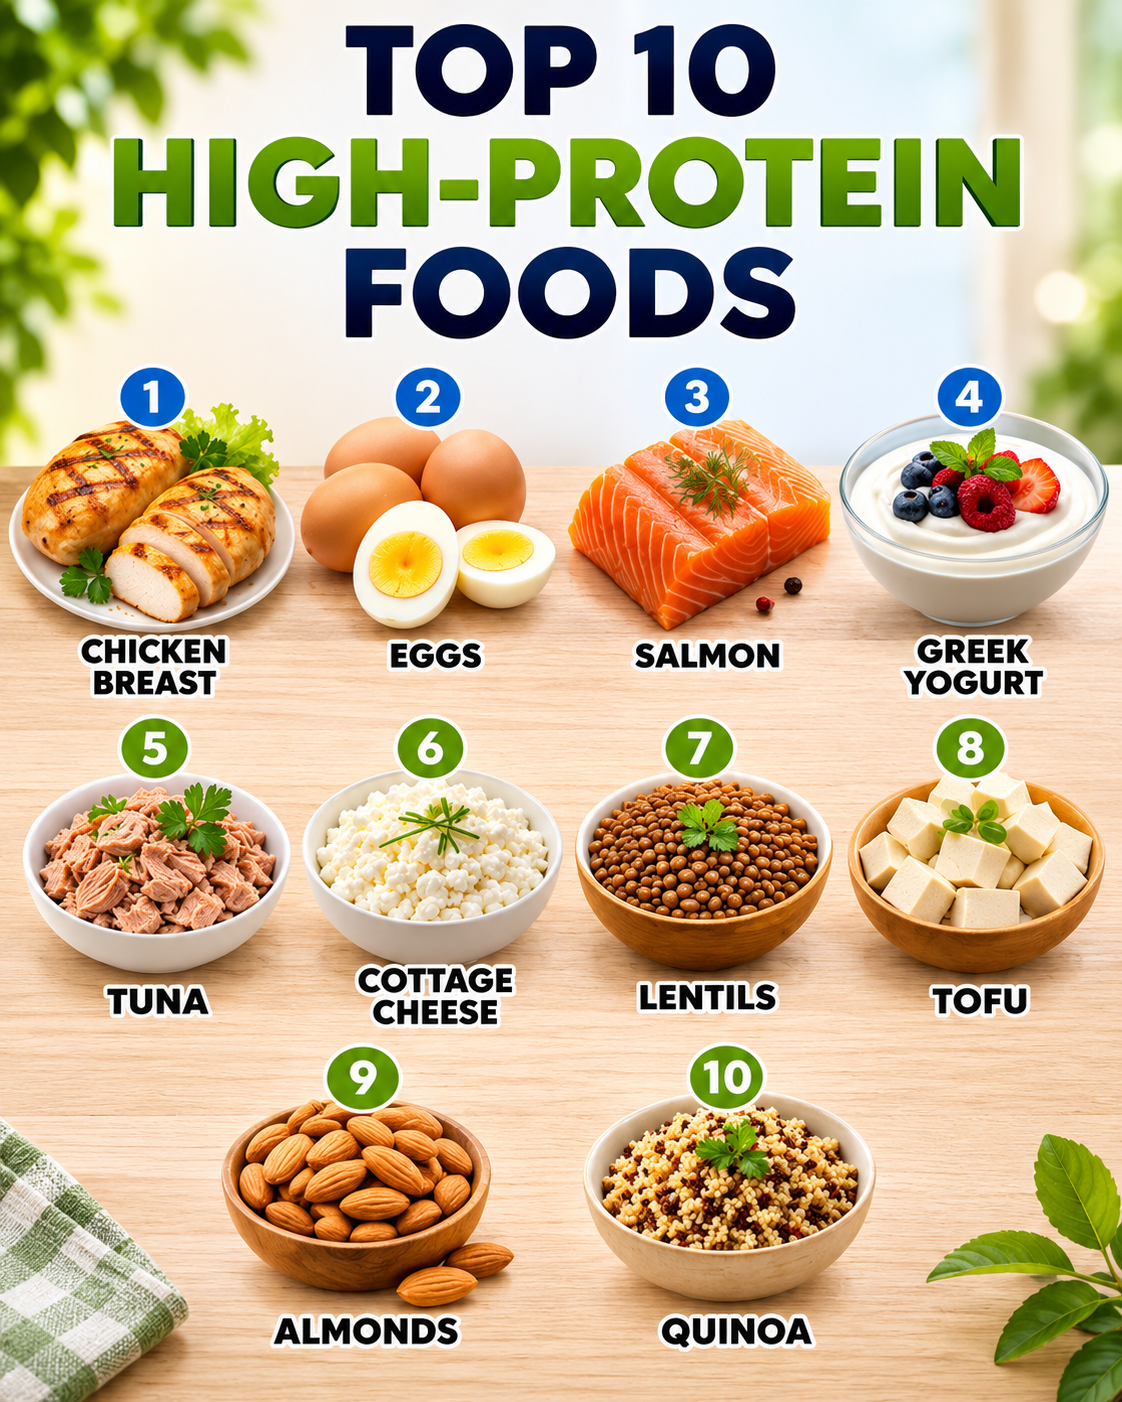 TOP 10
HIGH-PROTEIN
FOODS
1
2
3
4
CHICKEN
BREAST
EGGS
SALMON
GREEK
YOGURT
5
6
7
8
TUNA
COTTAGE
CHEESE
LENTILS
TOFU
9
10
ALMONDS
QUINOA